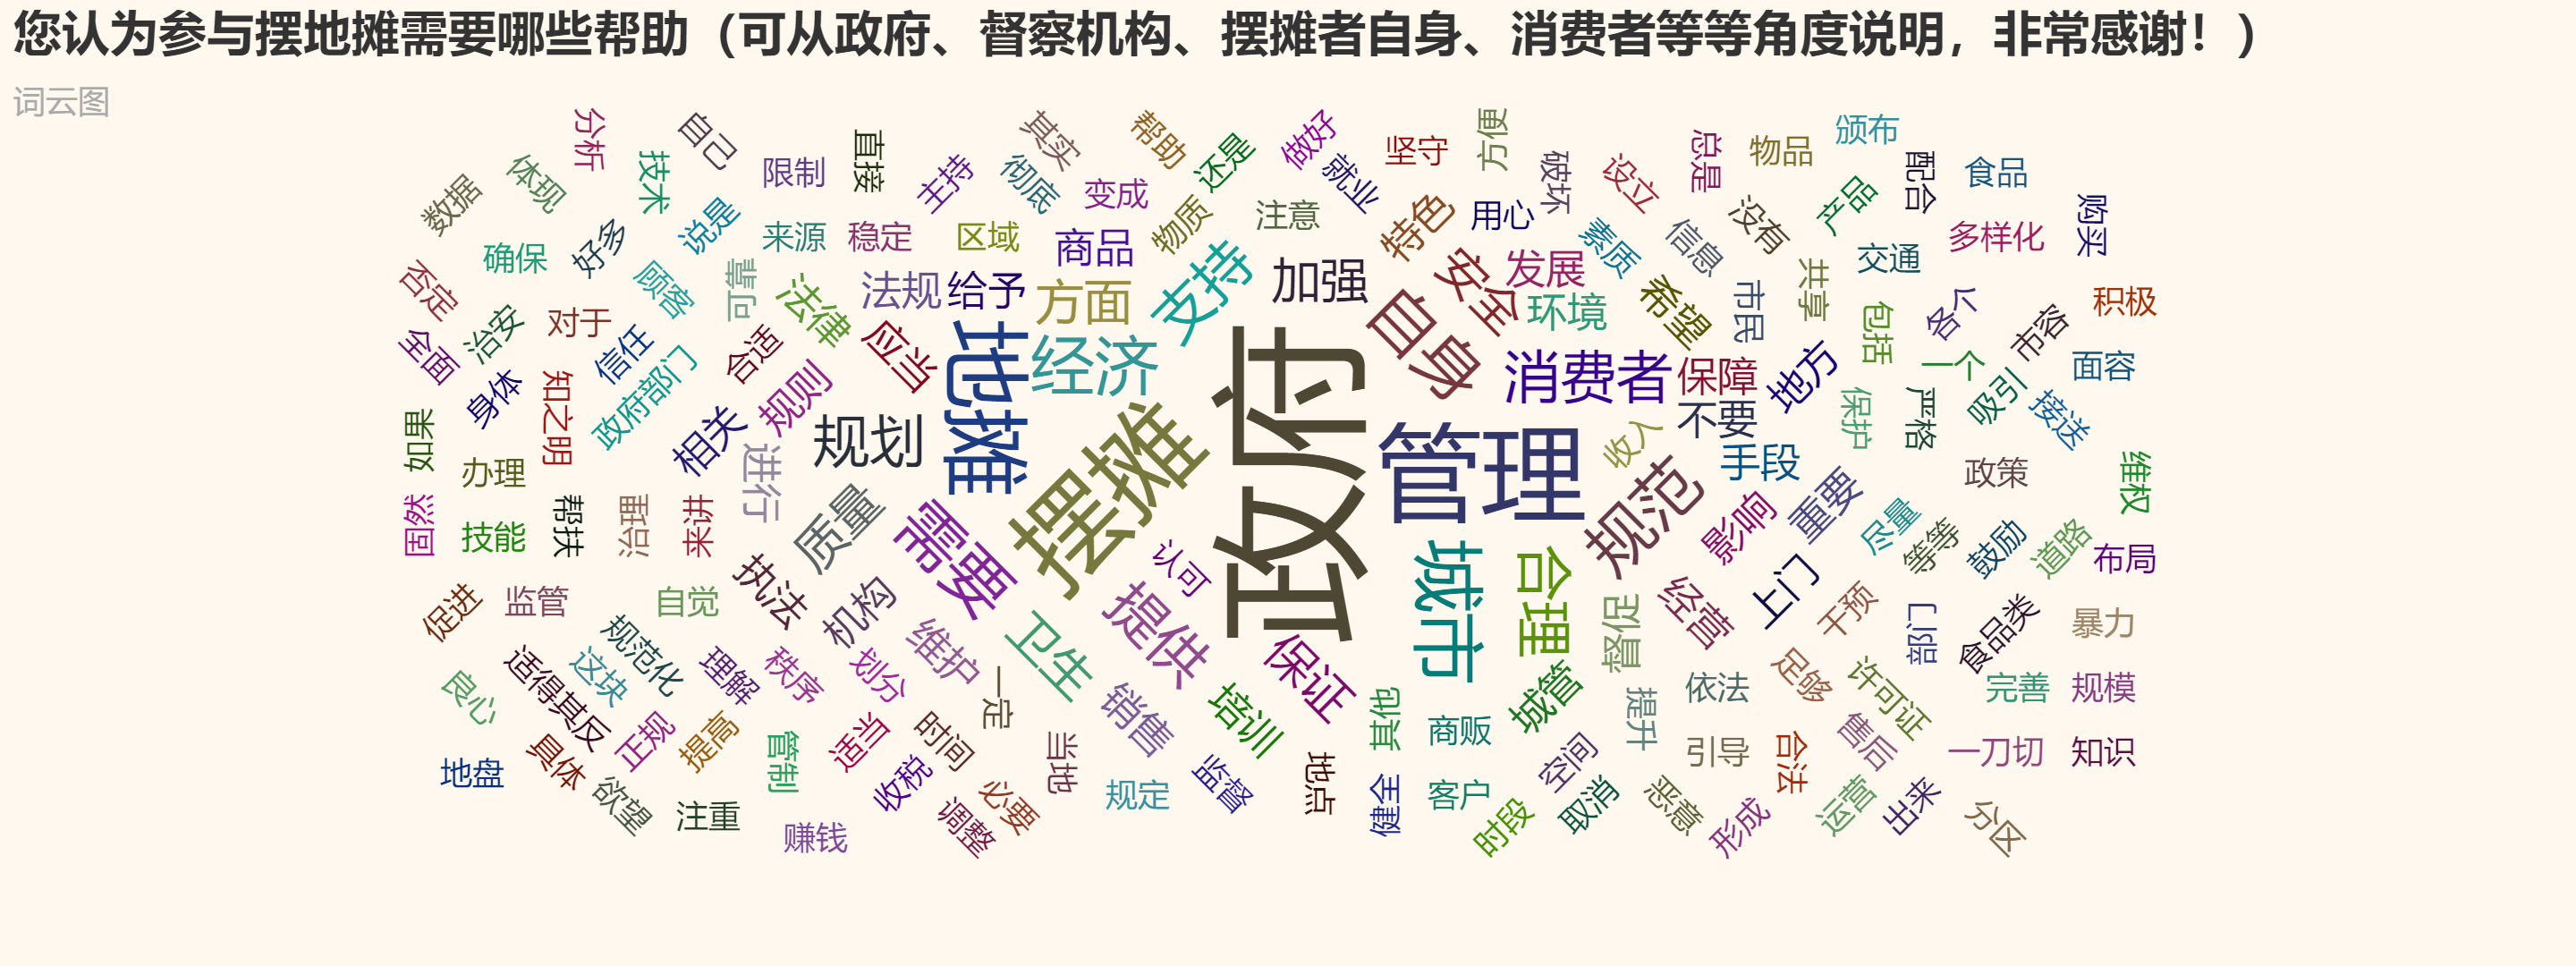 您认为参与摆地摊需要哪些帮助（可从政府、督察机构、摆摊者自身、消费者等等角度说明，非常感谢！）
词云图
分析
自己
直接
其实
帮助
还是
做好
坚守
方便
总是
物品
颁布
技术
限制
主持
彻底
变成
就业
破坏
设立
配合
食品
数据
体现
说是
来源
稳定
区域
商品
物质
注意
特色
用心
素质
信息
没有
产品
交通
多样化
购买
确保
好多
顾客
可靠
法律
法规
给予
方面
支持
加强
安全
发展
环境
希望
市民
共享
包括
各个
市容
积极
否定
全面
治安
对于
信任
合适
应当
地摊
经济
政府
自身
消费者
保障
地方
一个
面容
身体
知之明
政府部门
相关
规则
规划
摆摊
管理
不要
保护
严格
吸引
接送
如果
办理
进行
收入
手段
政策
维权
固然
技能
帮扶
治理
来讲
质量
需要
认可
城市
合理
规范
影响
重要
尽量
等等
鼓励
道路
布局
促进
监管
自觉
执法
机构
维护
卫生
提供
保证
督促
经营
上门
干预
部门
食品类
暴力
良心
适得其反
这块
规范化
理解
秩序
划分
一定
销售
培训
其他
商贩
城管
提升
依法
足够
许可证
完善
规模
地盘
具体
正规
提高
管制
适当
时间
当地
规定
监督
地点
健全
客户
空间
引导
合法
售后
一刀切
知识
欲望
注重
赚钱
收税
调整
必要
时段
取消
恶意
形成
运营
出来
分区